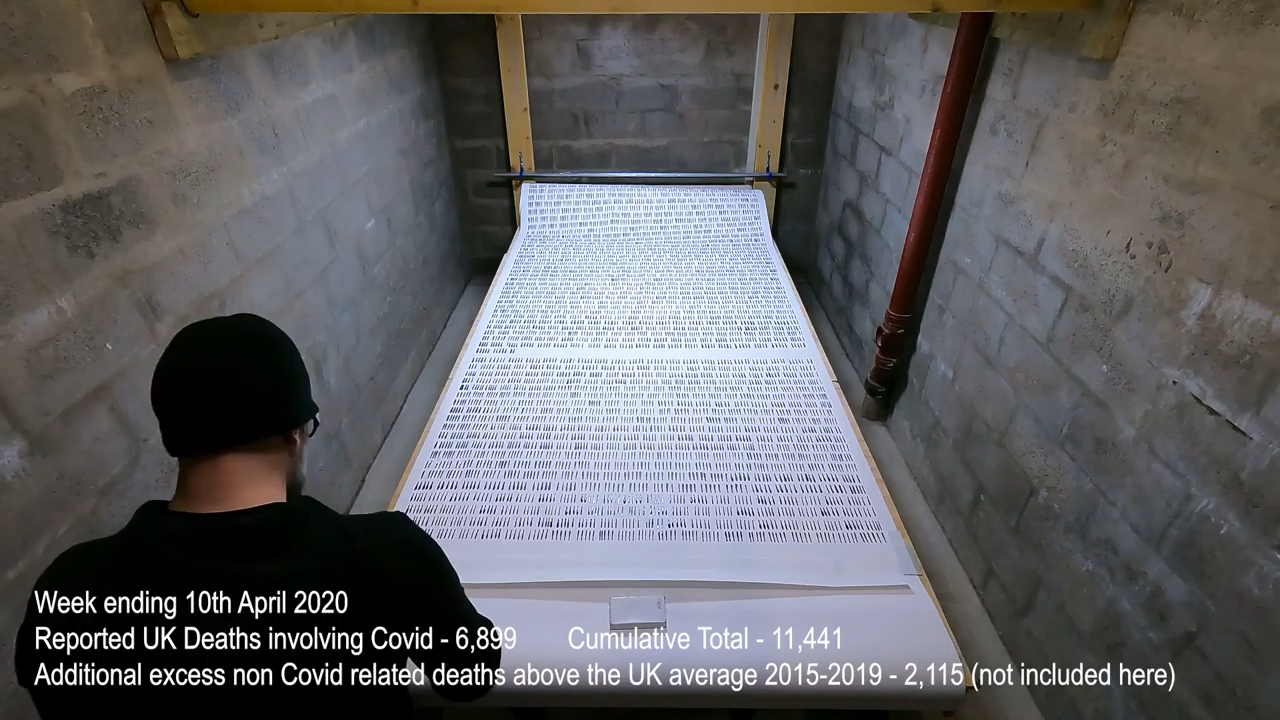 Week ending 10th April 2020
Reported UK Deaths involving Covid - 6,899 Cumulative Total - 11,441
Additional excess non Covid related deaths above the UK average 2015-2019 - 2,115 (not included here)